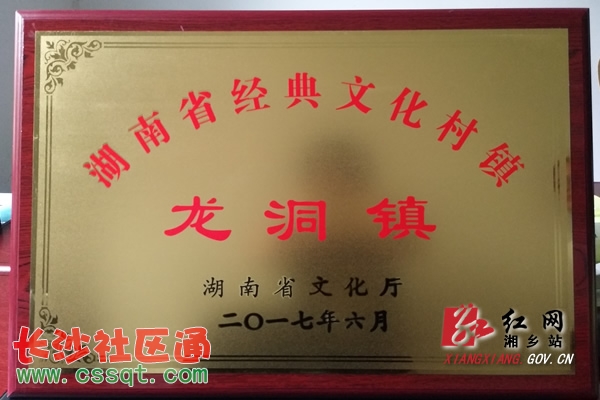 湖南省经典文化村镇
龙洞镇
湖南省文化厅
二〇一七年六月
长沙社区通
www.cssqt.com
红网
湘乡站
XIANGXIANG GOV.CN